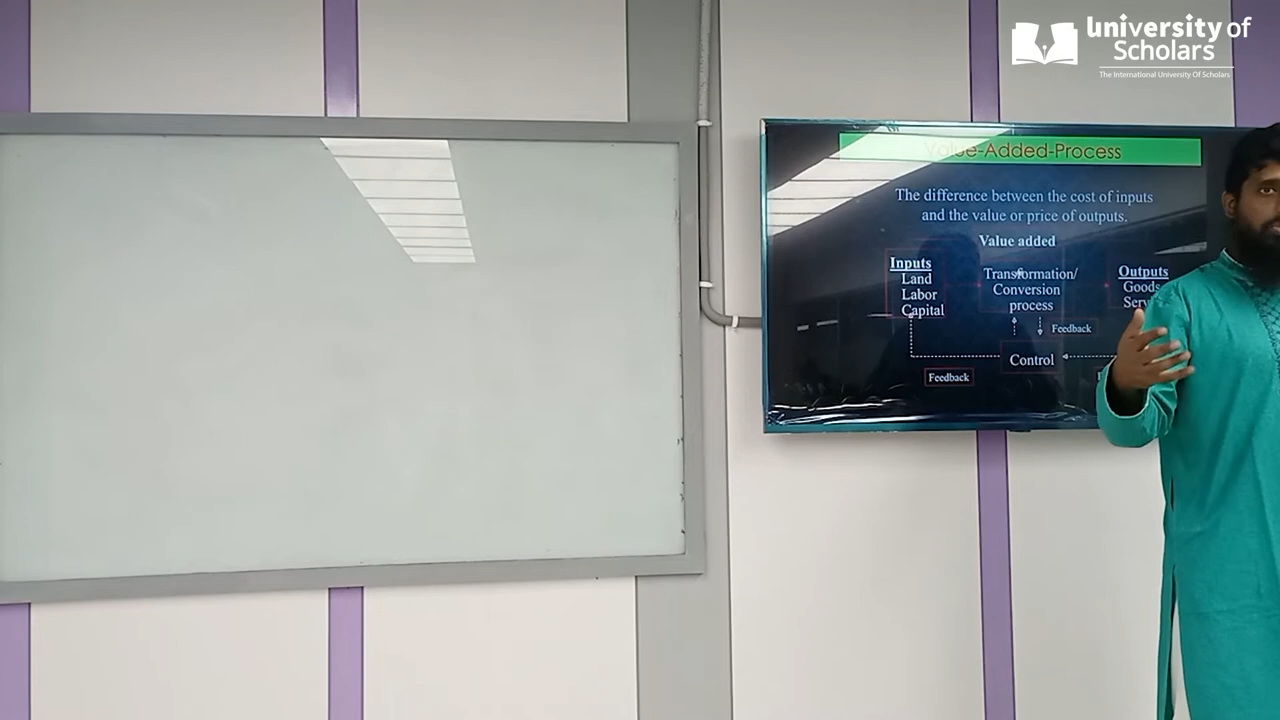 University of
Scholars
The International University Of Scholars
Value-Added-Process
The difference between the cost of inputs
and the value or price of outputs.
Value added
Inputs
Land
Labor
Capital
Transformation/
Conversion
process
Outputs
Goods
Feedback
Control
Feedback